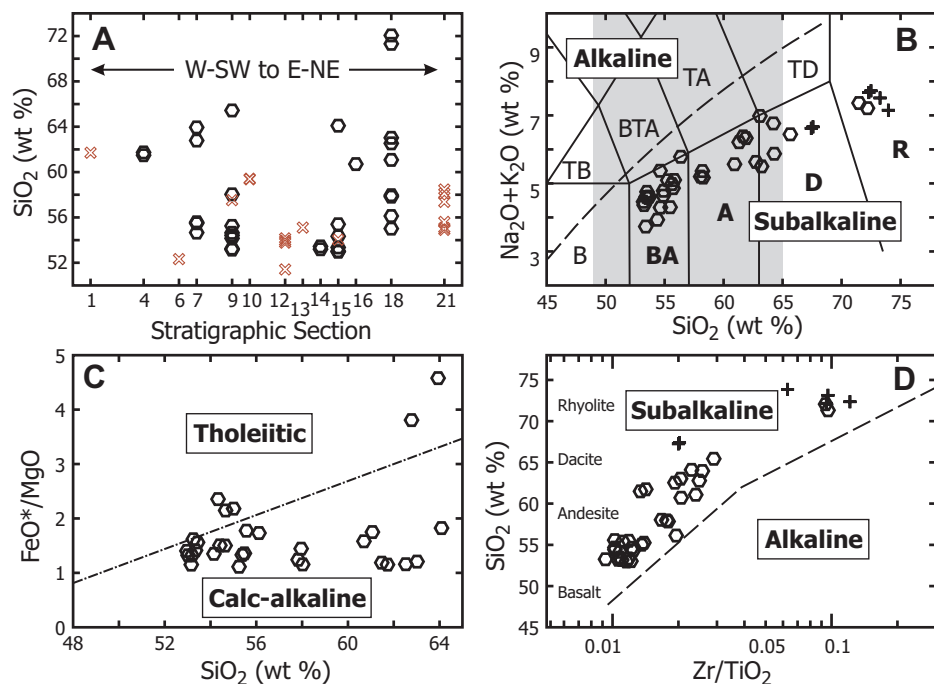 A
W-SW to E-NE
SiO2 (wt %)
72
68
64
60
56
52
1 4 6 7 9 10 12 13 14 15 16 18 21
Stratigraphic Section
B
Alkaline
TA
TD
BTA
TB
R
D
Subalkaline
A
BA
B
Na2O+K2O (wt %)
9
7
6
5
4
3
45 50 55 60 65 70 75
SiO2 (wt %)
C
Tholeiitic
Calc-alkaline
FeO*/MgO
5
4
3
2
1
0
48 52 56 60 64
SiO2 (wt %)
D
Subalkaline
Rhyolite
Dacite
Andesite
Basalt
Alkaline
SiO2 (wt %)
75
70
65
60
55
50
45
0.01 0.05 0.1
Zr/TiO2